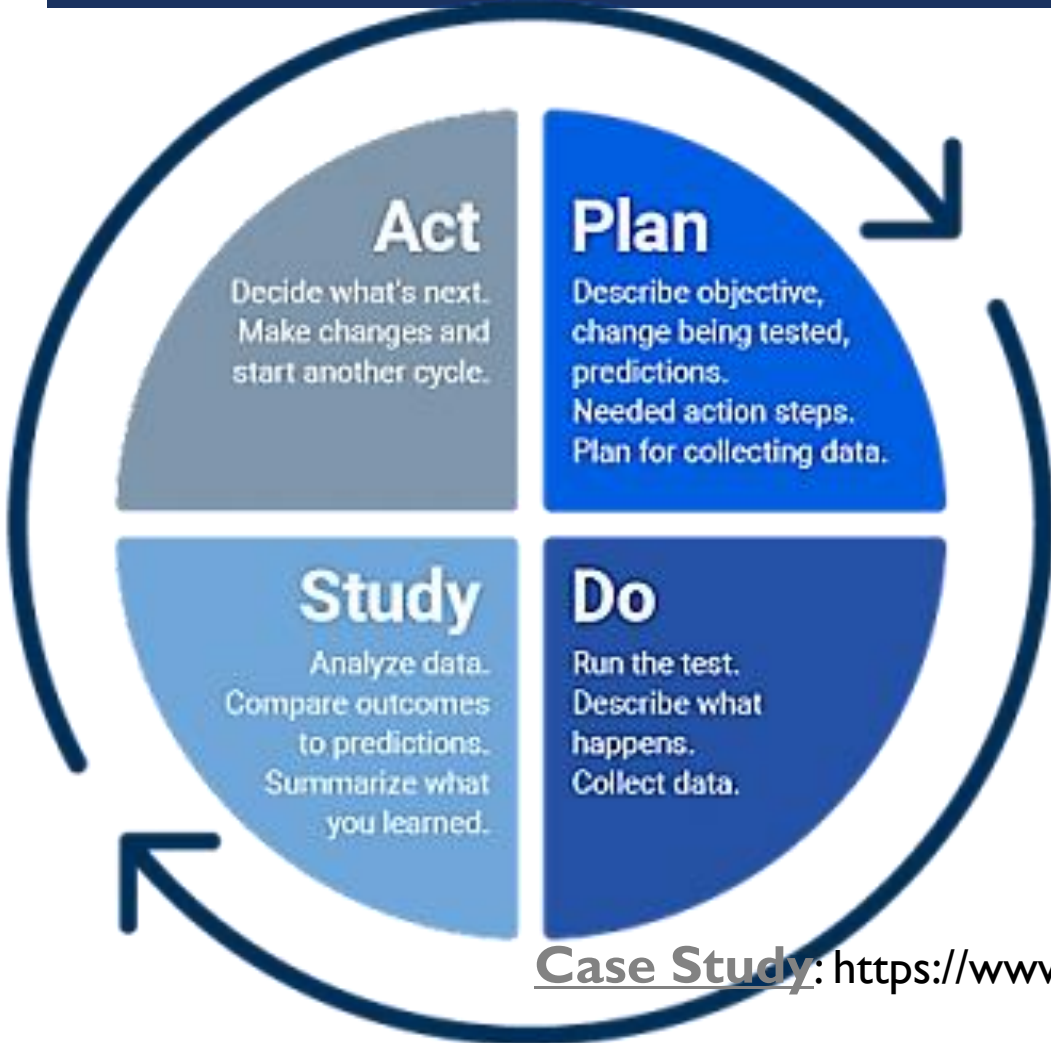 Act
Decide what's next.
Make changes and
start another cycle.
Plan
Describe objective,
change being tested,
predictions.
Needed action steps.
Plan for collecting data.
Study
Analyze data.
Compare outcomes
to predictions.
Summarize what
you learned.
Do
Run the test.
Describe what
happens.
Collect data.
Case Study: https://www